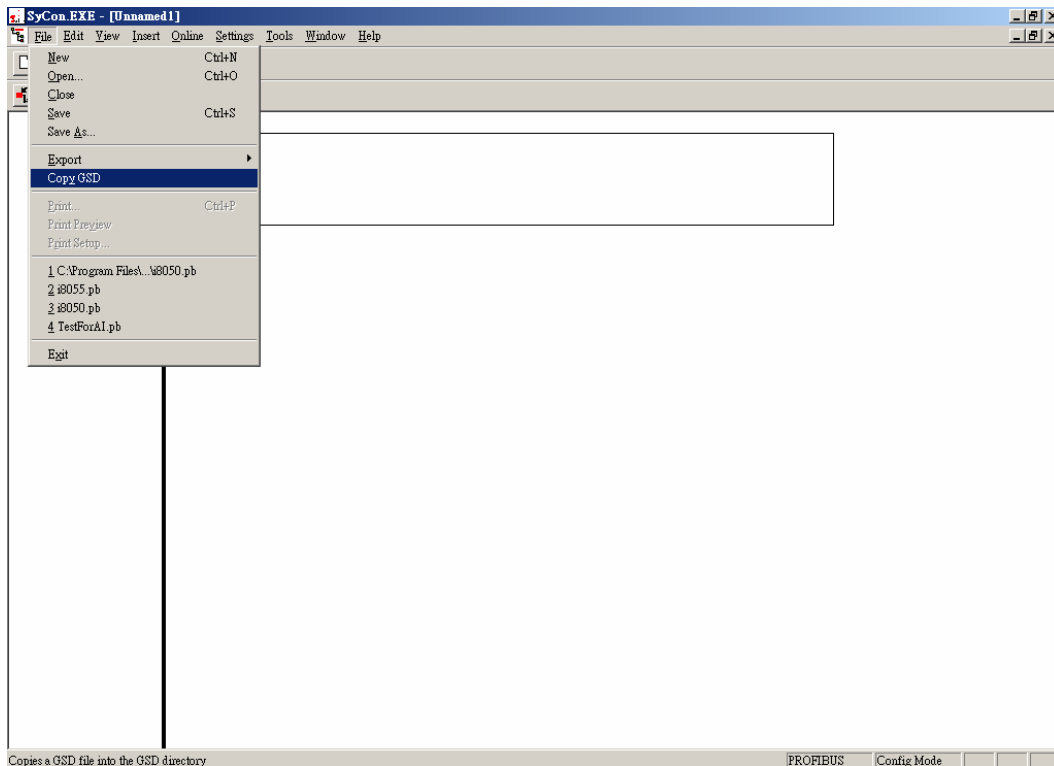 SyCon.EXE - [Unnamed1]
File Edit View Insert Online Settings Tools Window Help
New Ctrl+N
Open... Ctrl+O
Close
Save Ctrl+S
Save As...
Export
Copy GSD
Print... Ctrl+P
Print Preview
Print Setup...
1 C:\Program Files\...\i8050.pb
2 i8055.pb
3 i8050.pb
4 TestForAI.pb
Exit
Copies a GSD file into the GSD directory PROFIBUS Config Mode